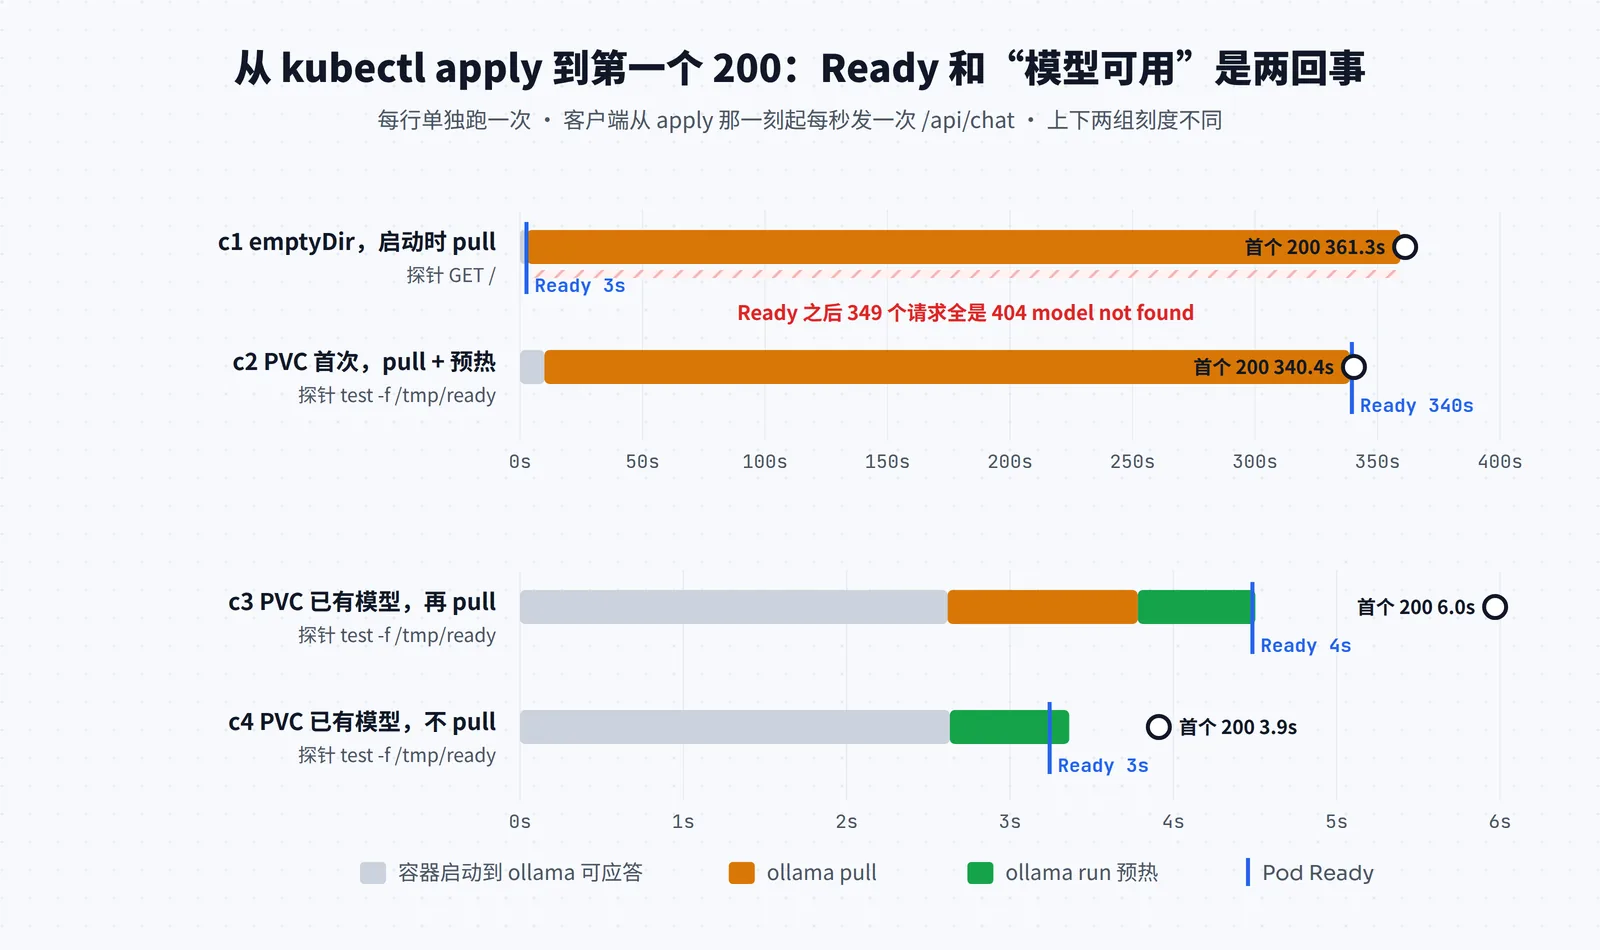 从 kubectl apply 到第一个 200：Ready 和“模型可用”是两回事
每行单独跑一次 · 客户端从 apply 那一刻起每秒发一次 /api/chat · 上下两组刻度不同
c1 emptyDir，启动时 pull
探针 GET /
首个 200 361.3s
Ready 3s
Ready 之后 349 个请求全是 404 model not found
c2 PVC 首次，pull + 预热
探针 test -f /tmp/ready
首个 200 340.4s
Ready 340s
0s 50s 100s 150s 200s 250s 300s 350s 400s
c3 PVC 已有模型，再 pull
探针 test -f /tmp/ready
首个 200 6.0s
Ready 4s
c4 PVC 已有模型，不 pull
探针 test -f /tmp/ready
首个 200 3.9s
Ready 3s
0s 1s 2s 3s 4s 5s 6s
容器启动到 ollama 可应答 ollama pull ollama run 预热 Pod Ready